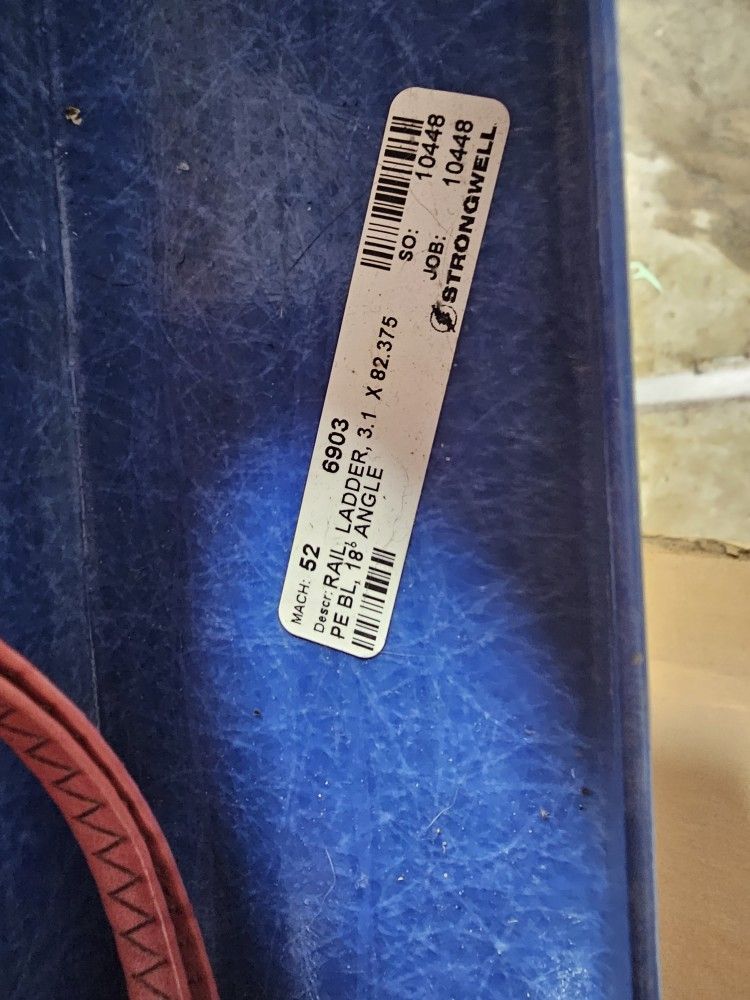 SO: 10448
JOB: 10448
STRONGWELL
MACH: 52 6903
Descr: RAIL, LADDER, 3.1 X 82.375
PE BL, 18° ANGLE